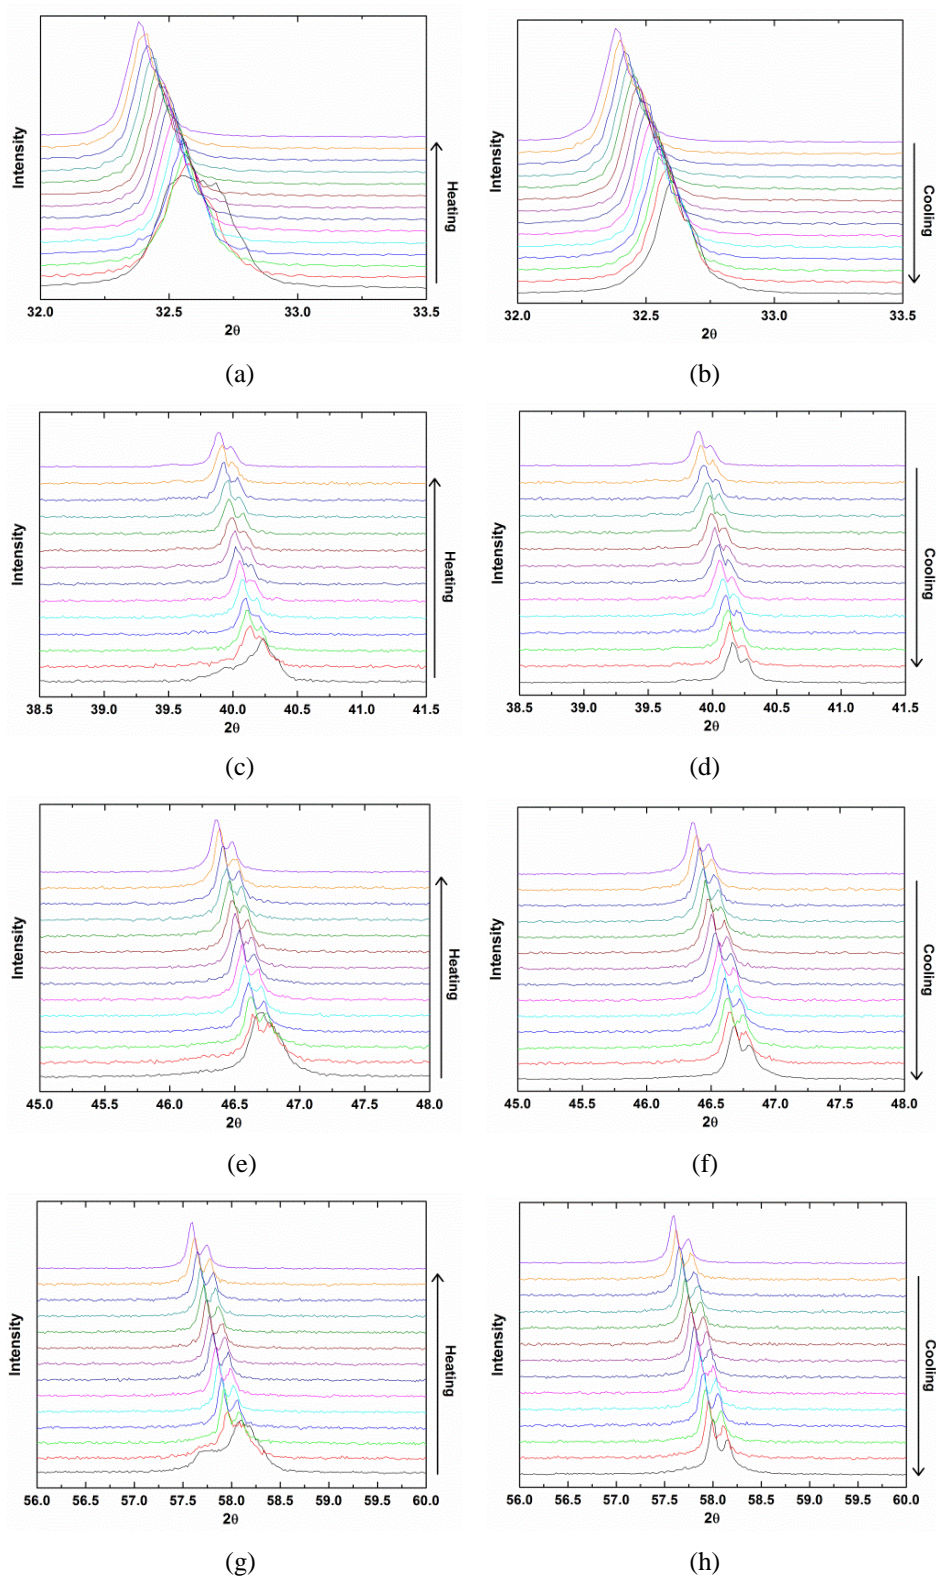 Intensity
Heating
32.0 32.5 33.0 33.5
2θ
(a)
Intensity
Cooling
32.0 32.5 33.0 33.5
2θ
(b)
Intensity
Heating
38.5 39.0 39.5 40.0 40.5 41.0 41.5
2θ
(c)
Intensity
Cooling
38.5 39.0 39.5 40.0 40.5 41.0 41.5
2θ
(d)
Intensity
Heating
45.0 45.5 46.0 46.5 47.0 47.5 48.0
2θ
(e)
Intensity
Cooling
45.0 45.5 46.0 46.5 47.0 47.5 48.0
2θ
(f)
Intensity
Heating
56.0 56.5 57.0 57.5 58.0 58.5 59.0 59.5 60.0
2θ
(g)
Intensity
Cooling
56.0 56.5 57.0 57.5 58.0 58.5 59.0 59.5 60.0
2θ
(h)